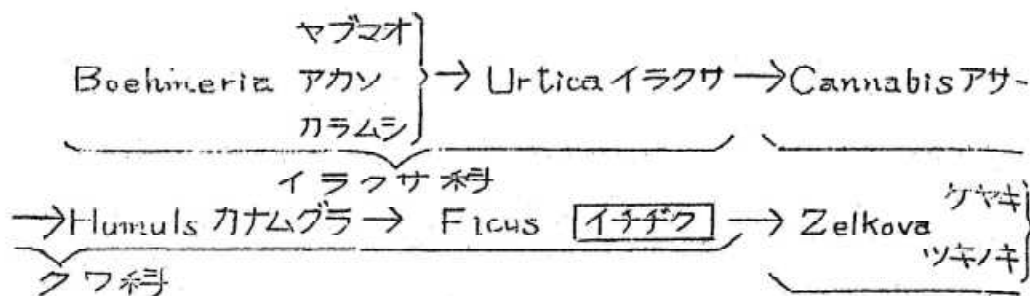 ヤブマオ
Boehmeria アカソ → Urtica イラクサ → Cannabis アサ-
カラムシ
イラクサ科
→ Humuls カナムグラ → Ficus イチヂク → Zelkova ケヤキ
ツキノキ
クワ科